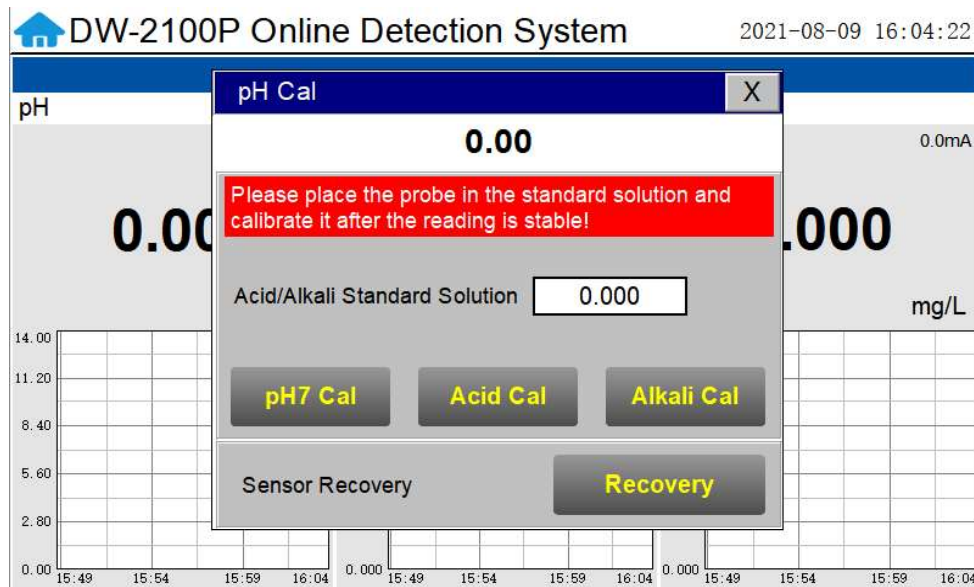 DW-2100P Online Detection System
2021-08-09 16:04:22
pH
pH Cal
X
0.00
0.0mA
Please place the probe in the standard solution and
calibrate it after the reading is stable!
0.00
.000
Acid/Alkali Standard Solution
0.000
mg/L
14.00
11.20
8.40
5.60
2.80
0.00
pH7 Cal
Acid Cal
Alkali Cal
Sensor Recovery
Recovery
15:49 15:54 15:59 16:04
0.000
15:49 15:54 15:59 16:04
0.000
15:49 15:54 15:59 16:04